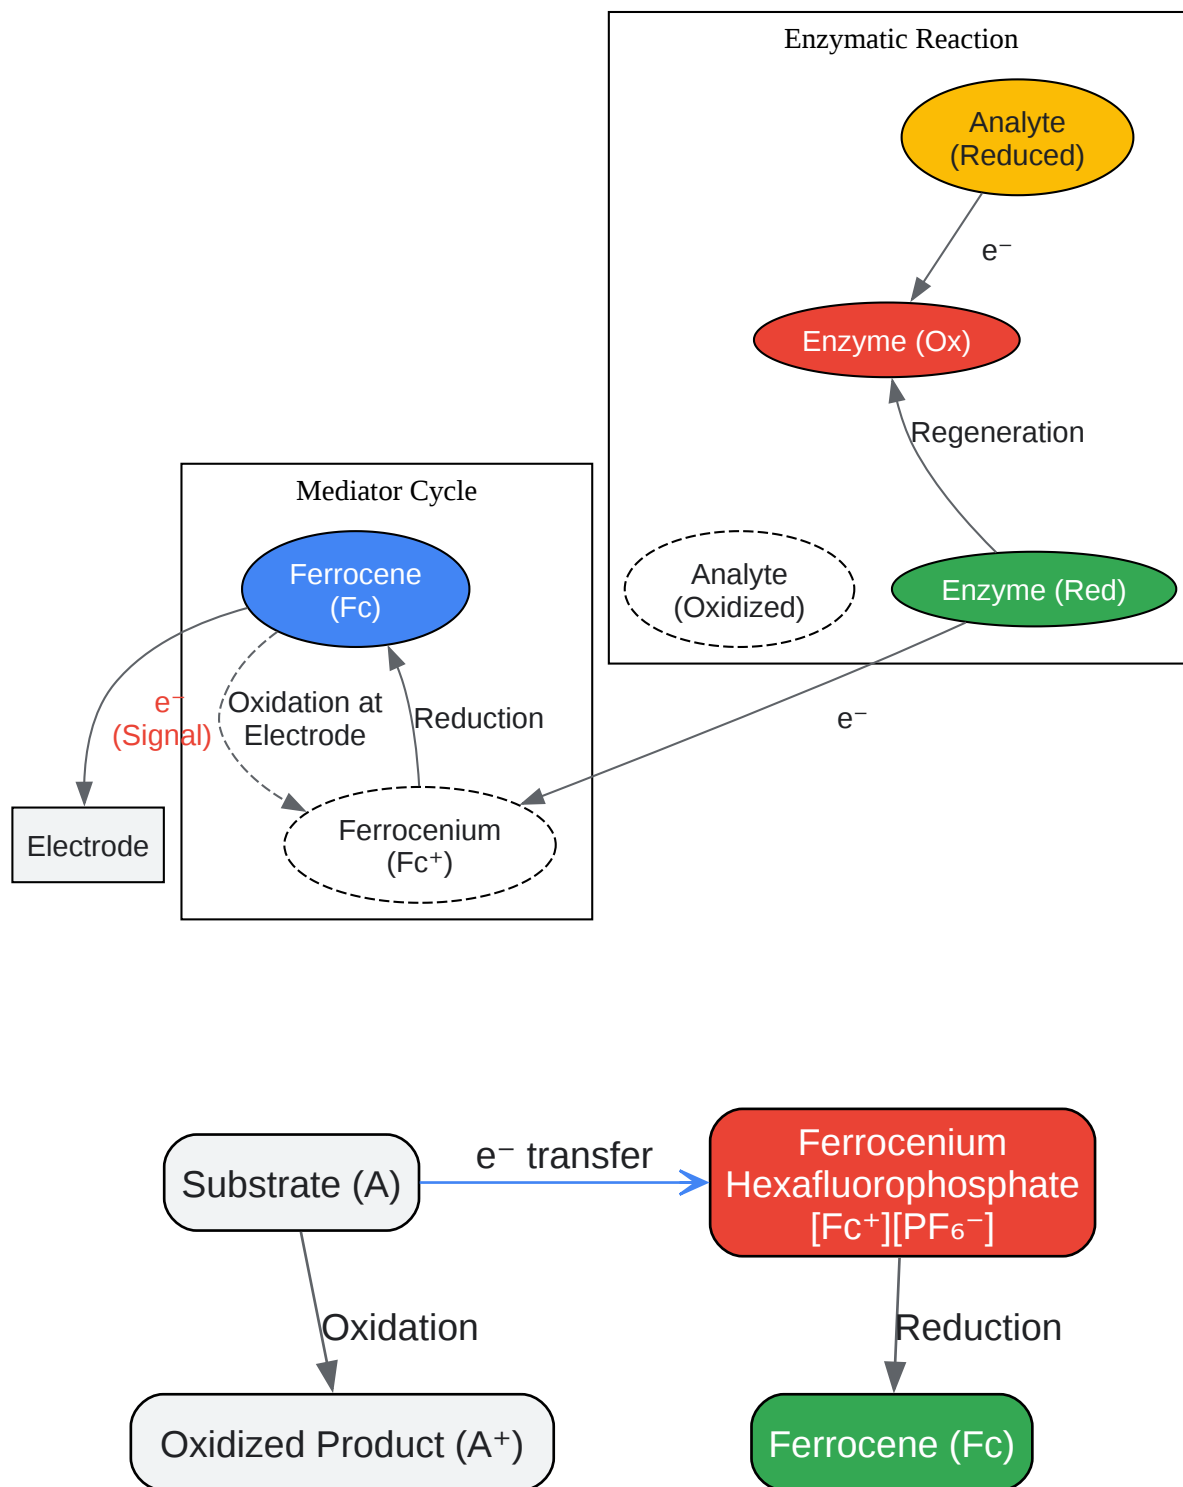 Enzymatic Reaction
Analyte
(Reduced)
e⁻
Enzyme (Ox)
Regeneration
Mediator Cycle
Ferrocene
(Fc)
Analyte
(Oxidized)
Enzyme (Red)
e⁻
(Signal)
Oxidation at
Electrode
Reduction
e⁻
Electrode
Ferrocenium
(Fc⁺)
Substrate (A)
e⁻ transfer
Ferrocenium
Hexafluorophosphate
[Fc⁺][PF₆⁻]
Oxidation
Reduction
Oxidized Product (A⁺)
Ferrocene (Fc)